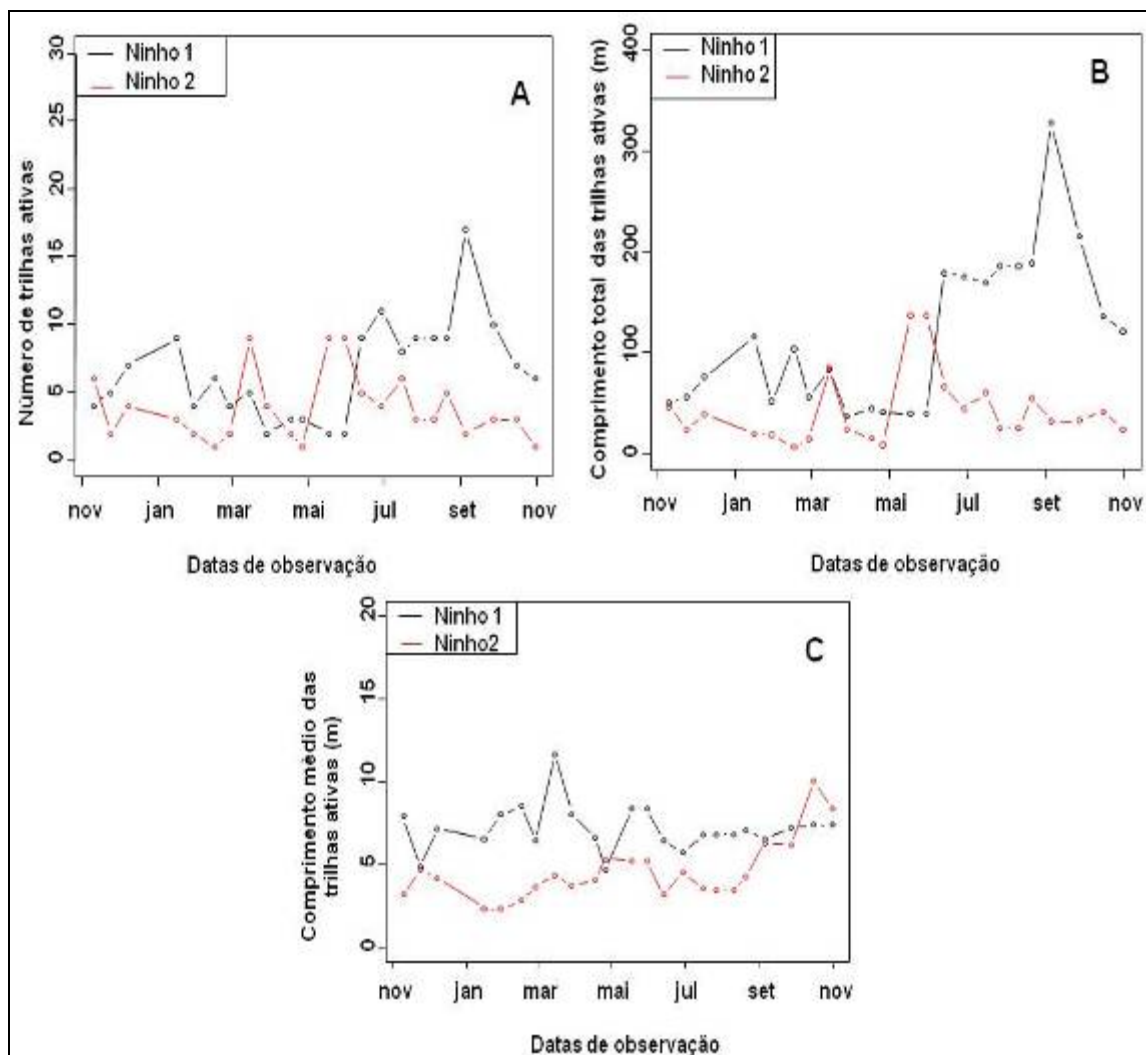 Ninho 1
Ninho 2
A
Número de trilhas ativas
30
25
20
15
10
5
0
nov jan mar mai jul set nov
Datas de observação
Ninho 1
Ninho 2
B
Comprimento total das trilhas ativas (m)
400
300
200
100
0
nov jan mar mai jul set nov
Datas de observação
Ninho 1
Ninho2
C
Comprimento médio das
trilhas ativas (m)
20
15
10
5
0
nov jan mar mai jul set nov
Datas de observação